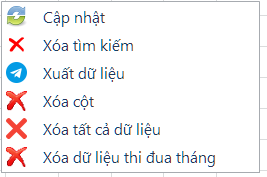 Cập nhật
Xóa tìm kiếm
Xuất dữ liệu
Xóa cột
Xóa tất cả dữ liệu
Xóa dữ liệu thi đua tháng